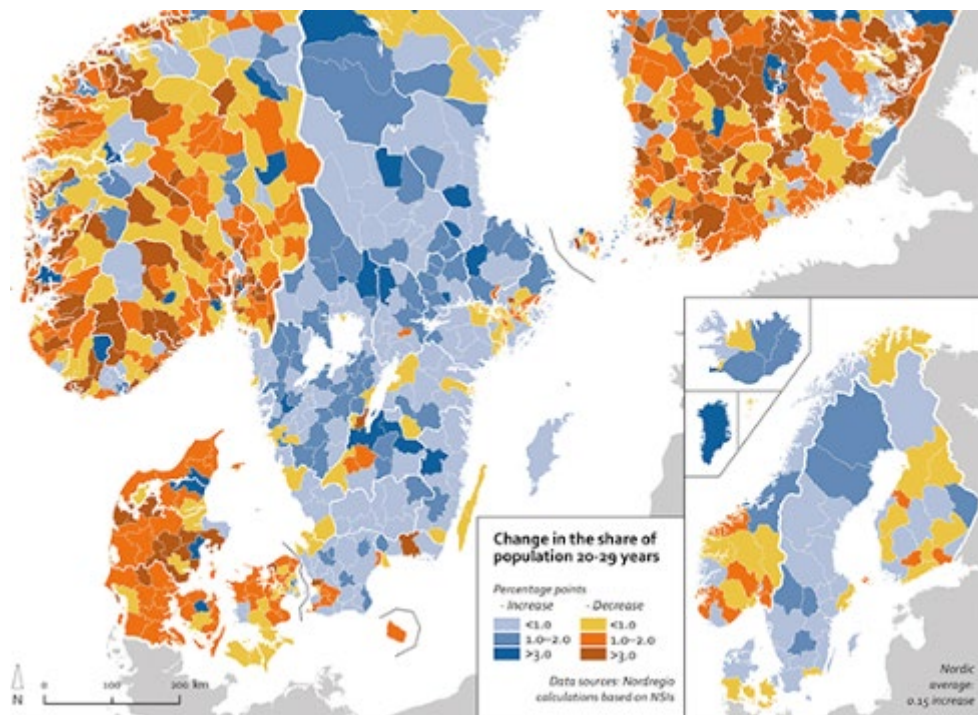 Change in the share of
population 20-29 years
Percentage points
- Increase
- Decrease
<1.0
<1.0
1.0–2.0
1.0–2.0
>3.0
>3.0
Data sources: Nordregio
calculations based on NSIs
N
0
100
200 km
Nordic
average:
0.15 increase